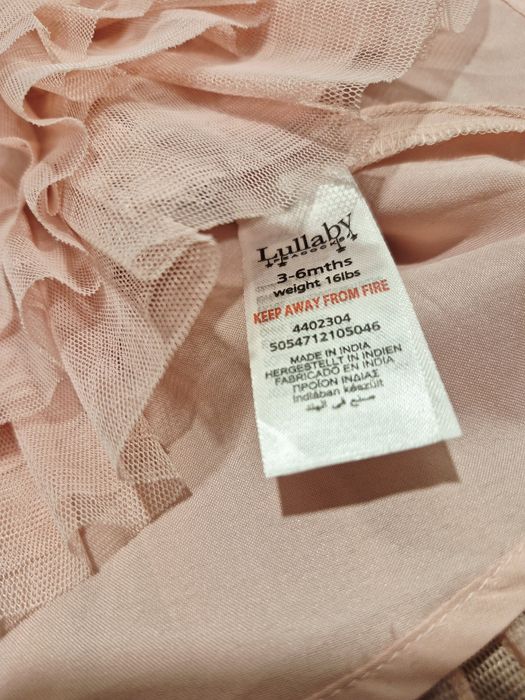 Lullaby
3-6mths
weight 16lbs
KEEP AWAY FROM FIRE
4402304
5054712105046
MADE IN INDIA
HERGESTELLT IN INDIEN
FABRICADO EN INDIA
ΠΡΟΪΟΝ ΙΝΔΙΑΣ
Indiában készült
صنع في الهند